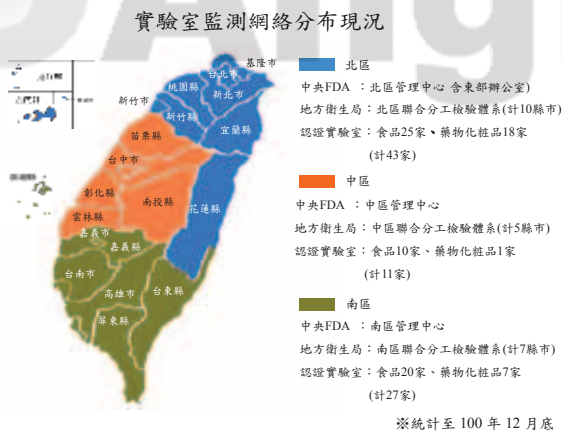 實驗室監測網絡分布現況
基隆市
台北市
桃園縣
新北市
新竹市
新竹縣
宜蘭縣
苗栗縣
台中市
彰化縣
南投縣
花蓮縣
雲林縣
嘉義市
嘉義縣
台南市
高雄市
台東縣
屏東縣
北區
中央FDA ：北區管理中心 含東部辦公室)
地方衛生局：北區聯合分工檢驗體系(計10縣市)
認證實驗室：食品25家、藥物化粧品18家
(計43家)
中區
中央FDA ：中區管理中心
地方衛生局：中區聯合分工檢驗體系(計5縣市)
認證實驗室：食品10家、藥物化粧品1家
(計11家)
南區
中央FDA ：南區管理中心
地方衛生局：南區聯合分工檢驗體系(計7縣市)
認證實驗室：食品20家、藥物化粧品7家
(計27家)
※統計至 100 年 12 月底